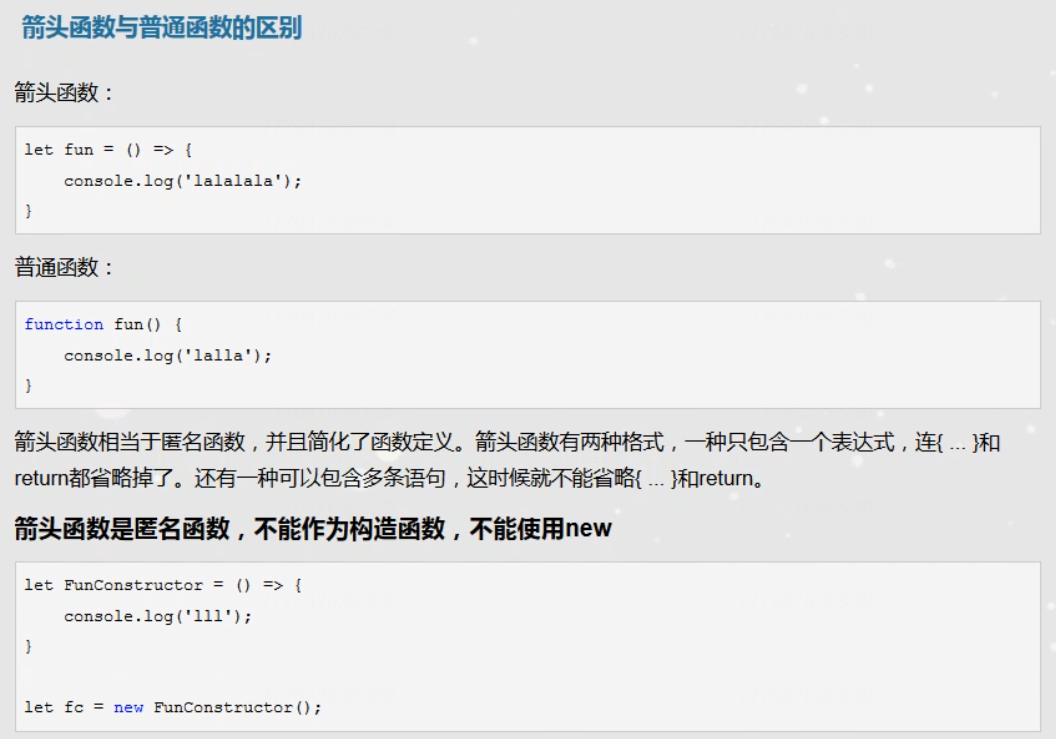 箭头函数与普通函数的区别
箭头函数：
let fun = () => {
    console.log('lalalala');
}
普通函数：
function fun() {
    console.log('lalla');
}
箭头函数相当于匿名函数，并且简化了函数定义。箭头函数有两种格式，一种只包含一个表达式，连{ ... }和
return都省略掉了。还有一种可以包含多条语句，这时候就不能省略{ ... }和return。
箭头函数是匿名函数，不能作为构造函数，不能使用new
let FunConstructor = () => {
    console.log('lll');
}
let fc = new FunConstructor();